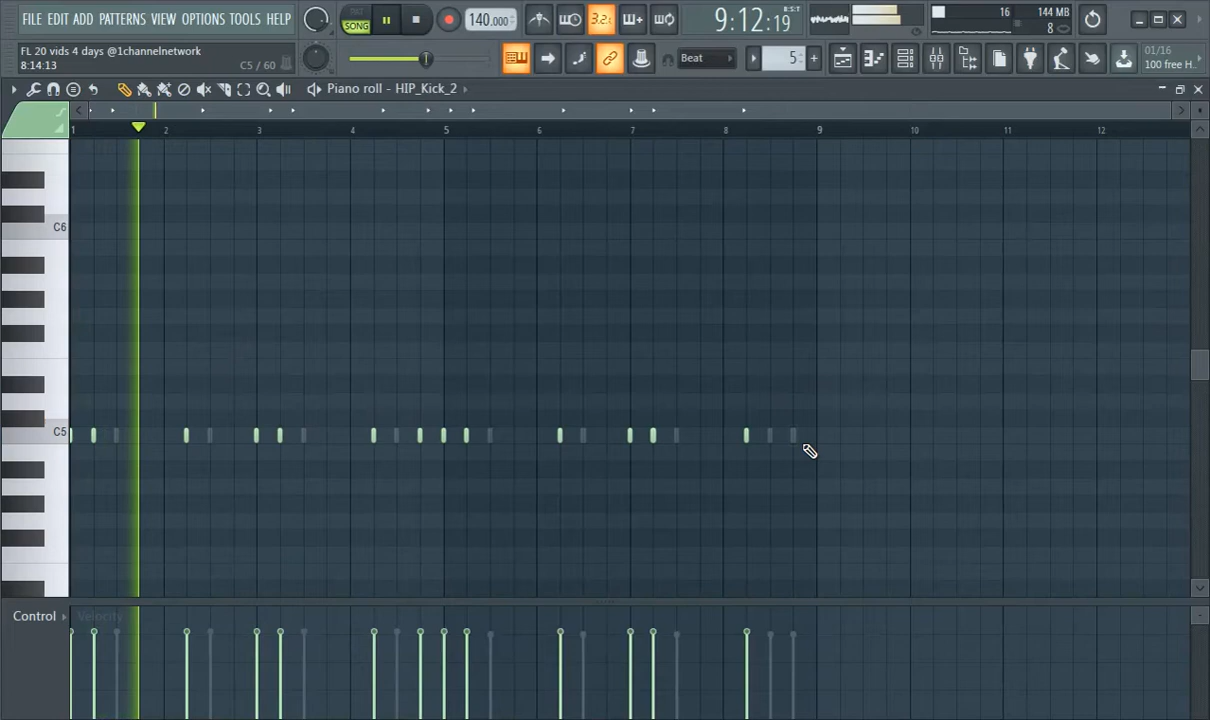 FILE EDIT ADD PATTERNS VIEW OPTIONS TOOLS HELP
SONG
140.000
3.2.
9:12:19
B:S:T
16
144 MB
8
FL 20 vids 4 days @1channelnetwork
8:14:13
C5 / 60
Beat
5
01/16
100 free H..
Piano roll - HIP_Kick_2
1 2 3 4 5 6 7 8 9 10 11 12
C6
C5
Control
Velocity